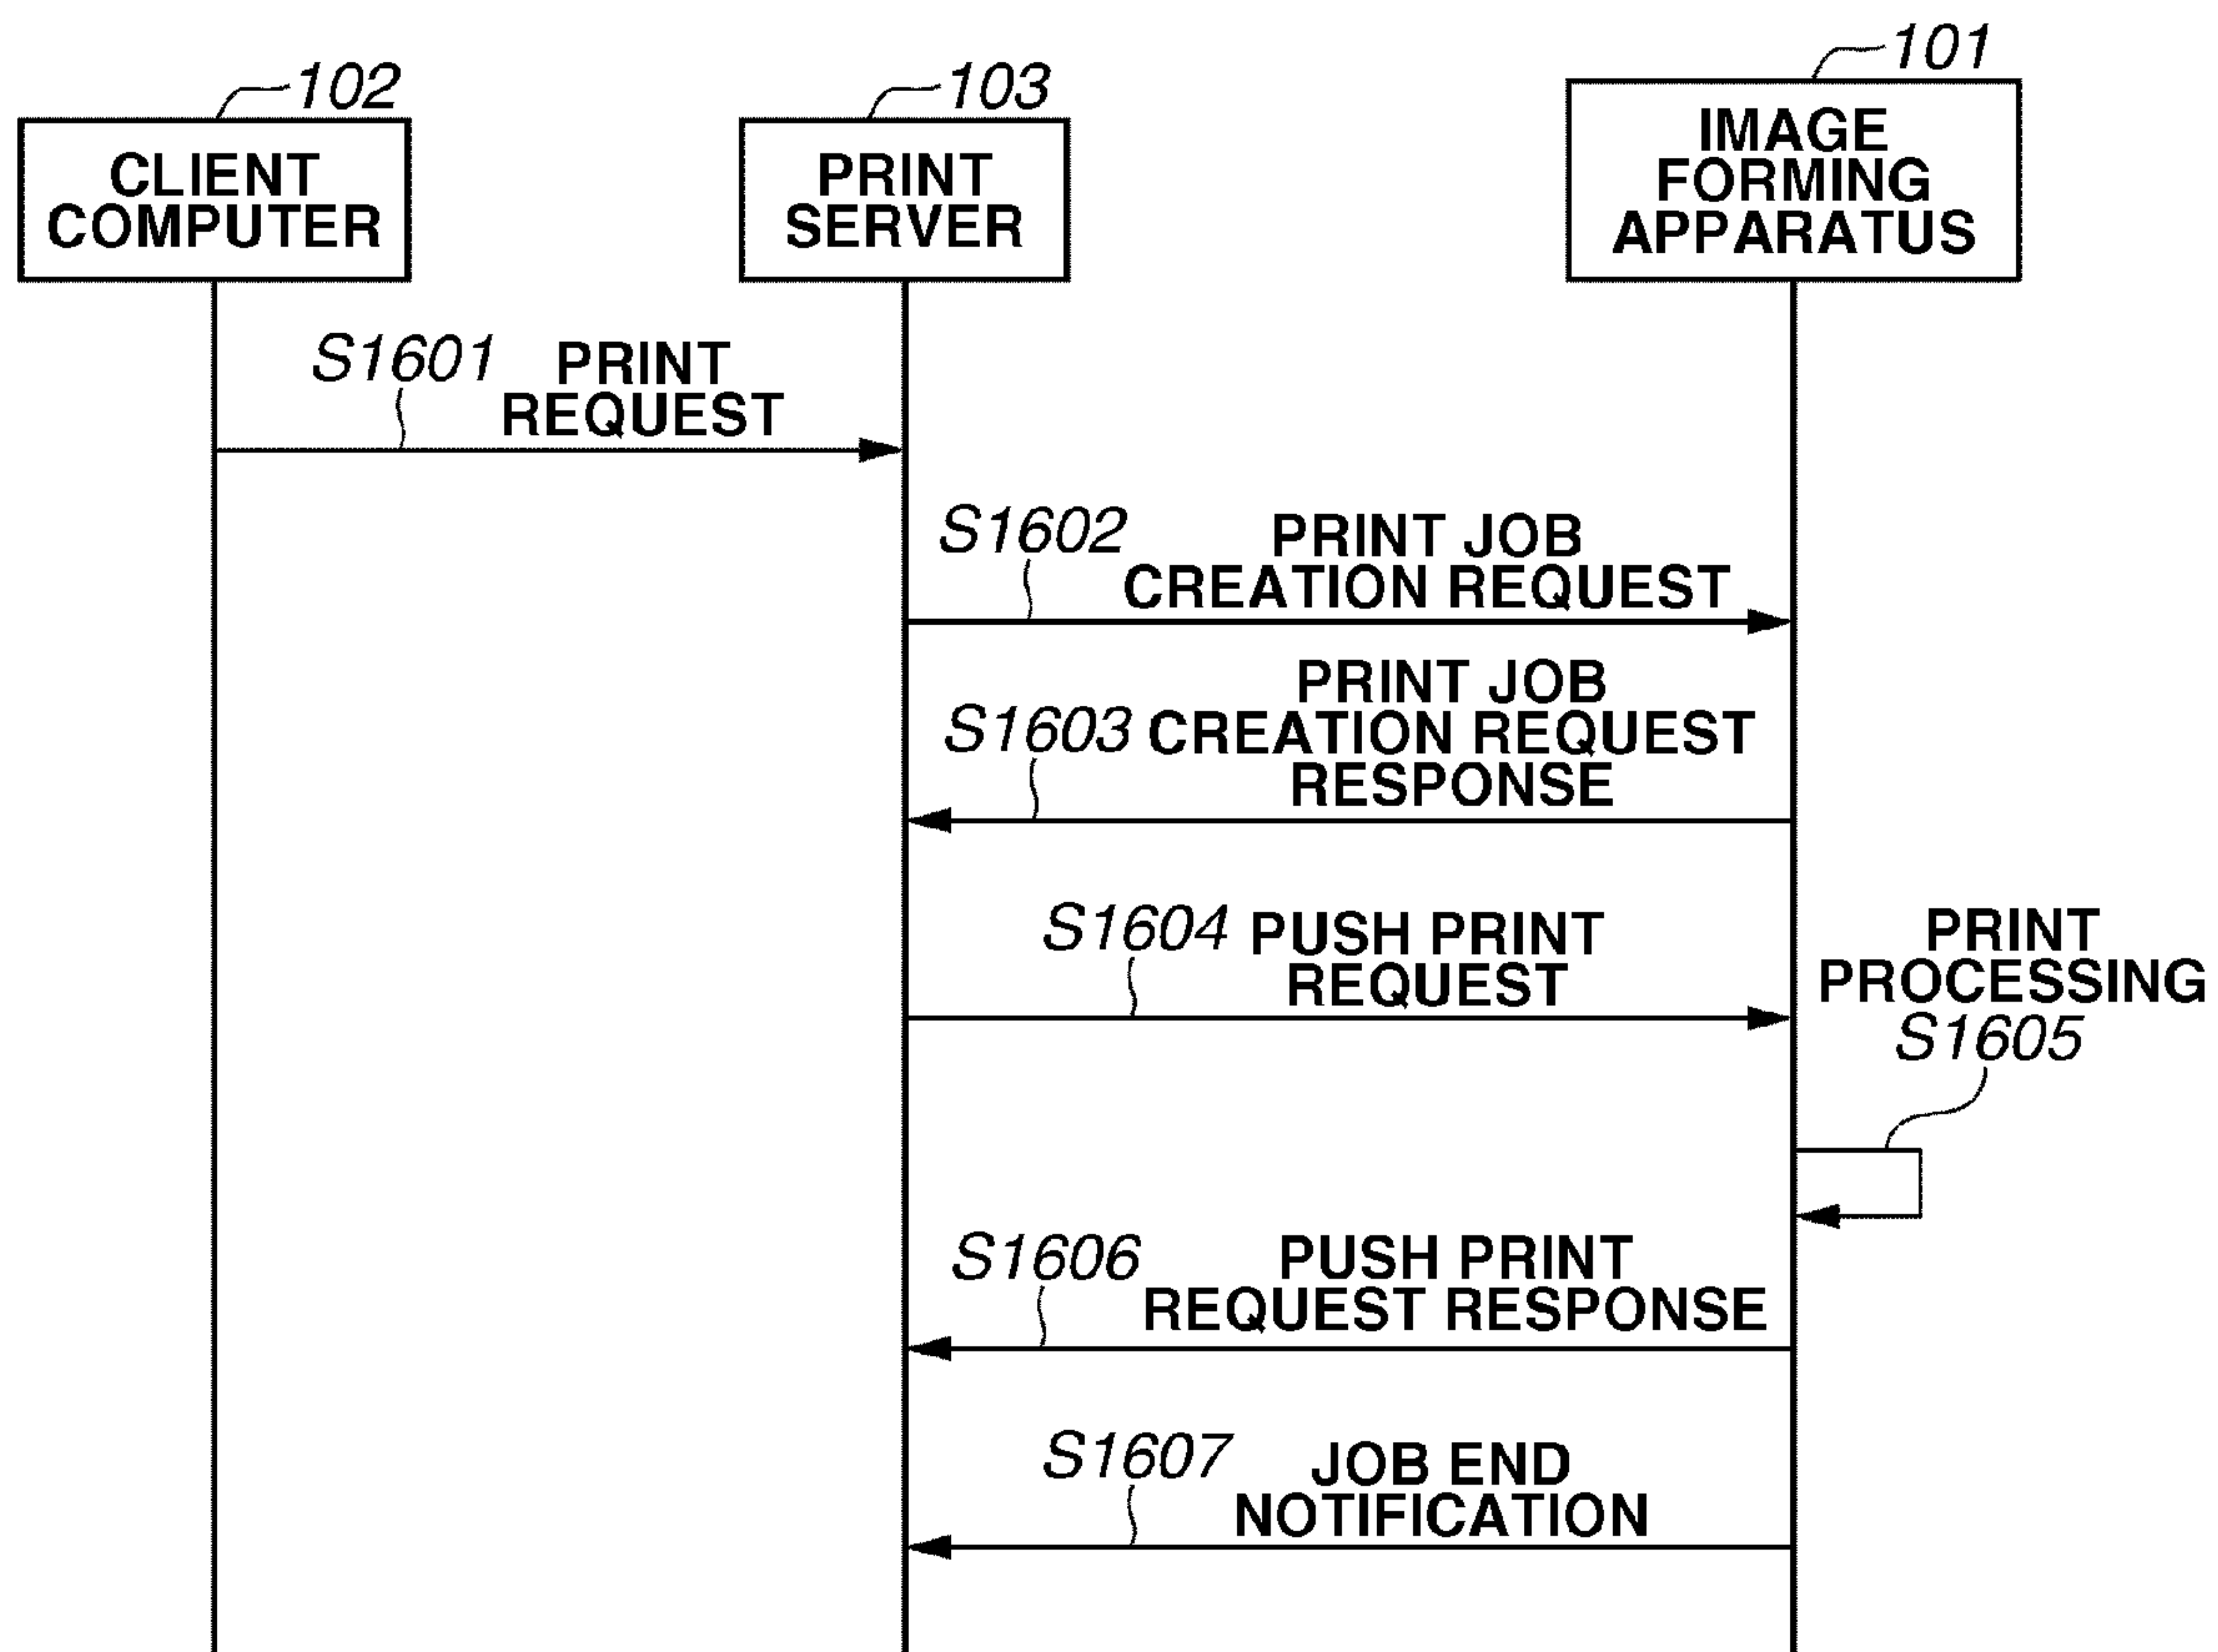 102
CLIENT
COMPUTER
103
PRINT
SERVER
101
IMAGE
FORMING
APPARATUS
S1601
PRINT
REQUEST
S1602
PRINT JOB
CREATION REQUEST
S1603
PRINT JOB
CREATION REQUEST
RESPONSE
S1604
PUSH PRINT
REQUEST
PRINT
PROCESSING
S1605
S1606
PUSH PRINT
REQUEST RESPONSE
S1607
JOB END
NOTIFICATION